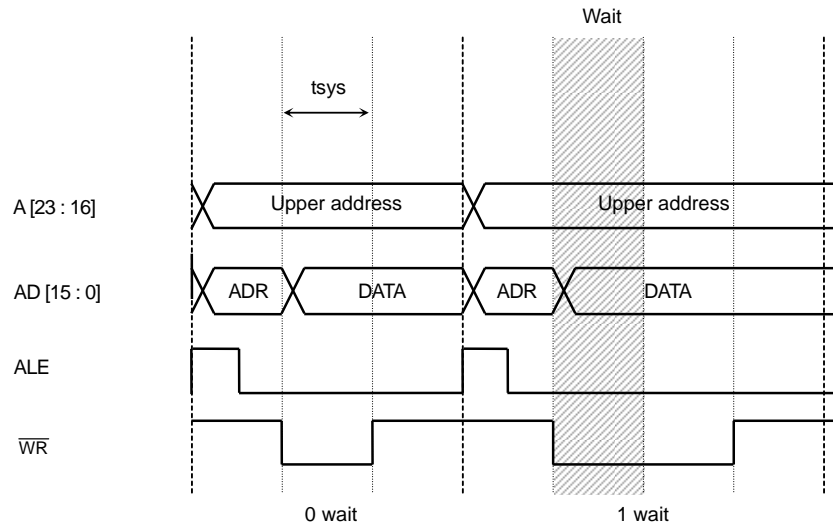 Wait
tsys
A [23 : 16]
Upper address
Upper address
AD [15 : 0]
ADR
DATA
ADR
DATA
ALE
WR
0 wait
1 wait